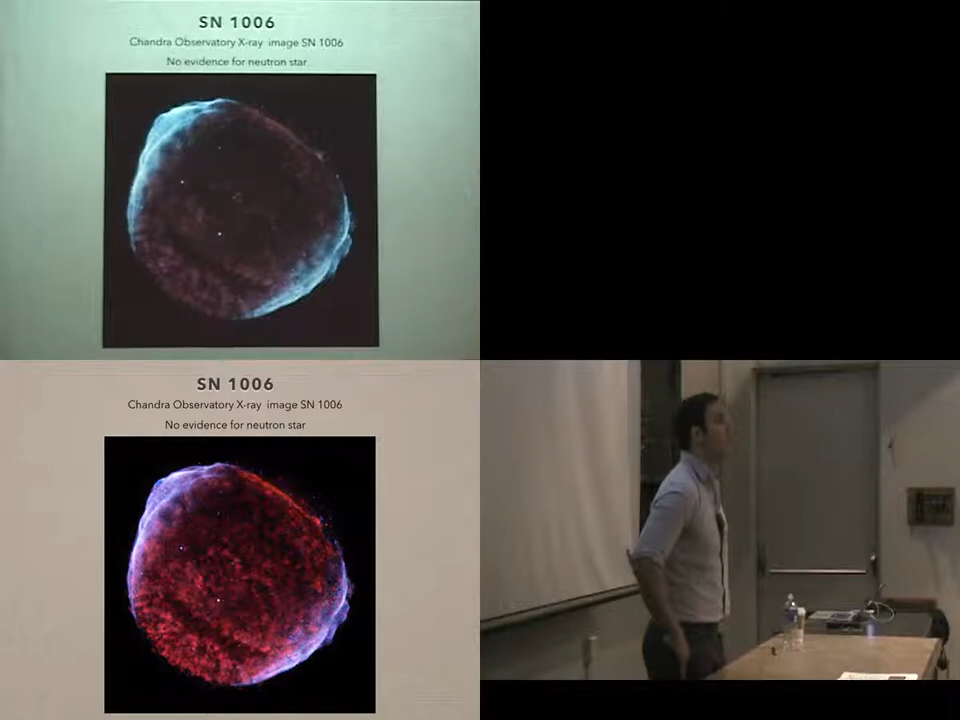 SN 1006
Chandra Observatory X-ray image SN 1006
No evidence for neutron star
SN 1006
Chandra Observatory X-ray image SN 1006
No evidence for neutron star